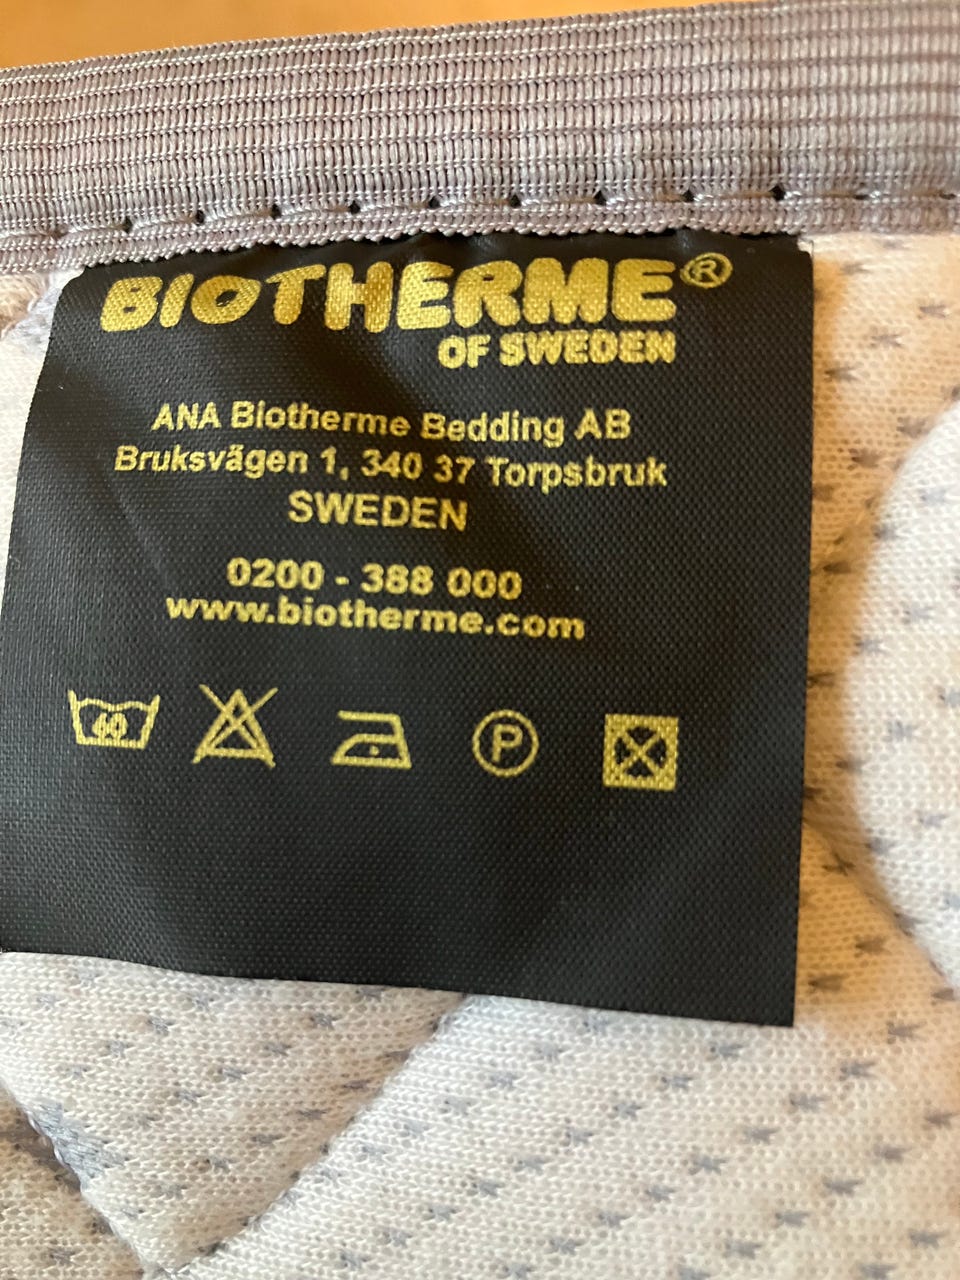 BIOTHERME®
OF SWEDEN
ANA Biotherme Bedding AB
Bruksvägen 1, 340 37 Torpsbruk
SWEDEN
0200 - 388 000
www.biotherme.com
60 P